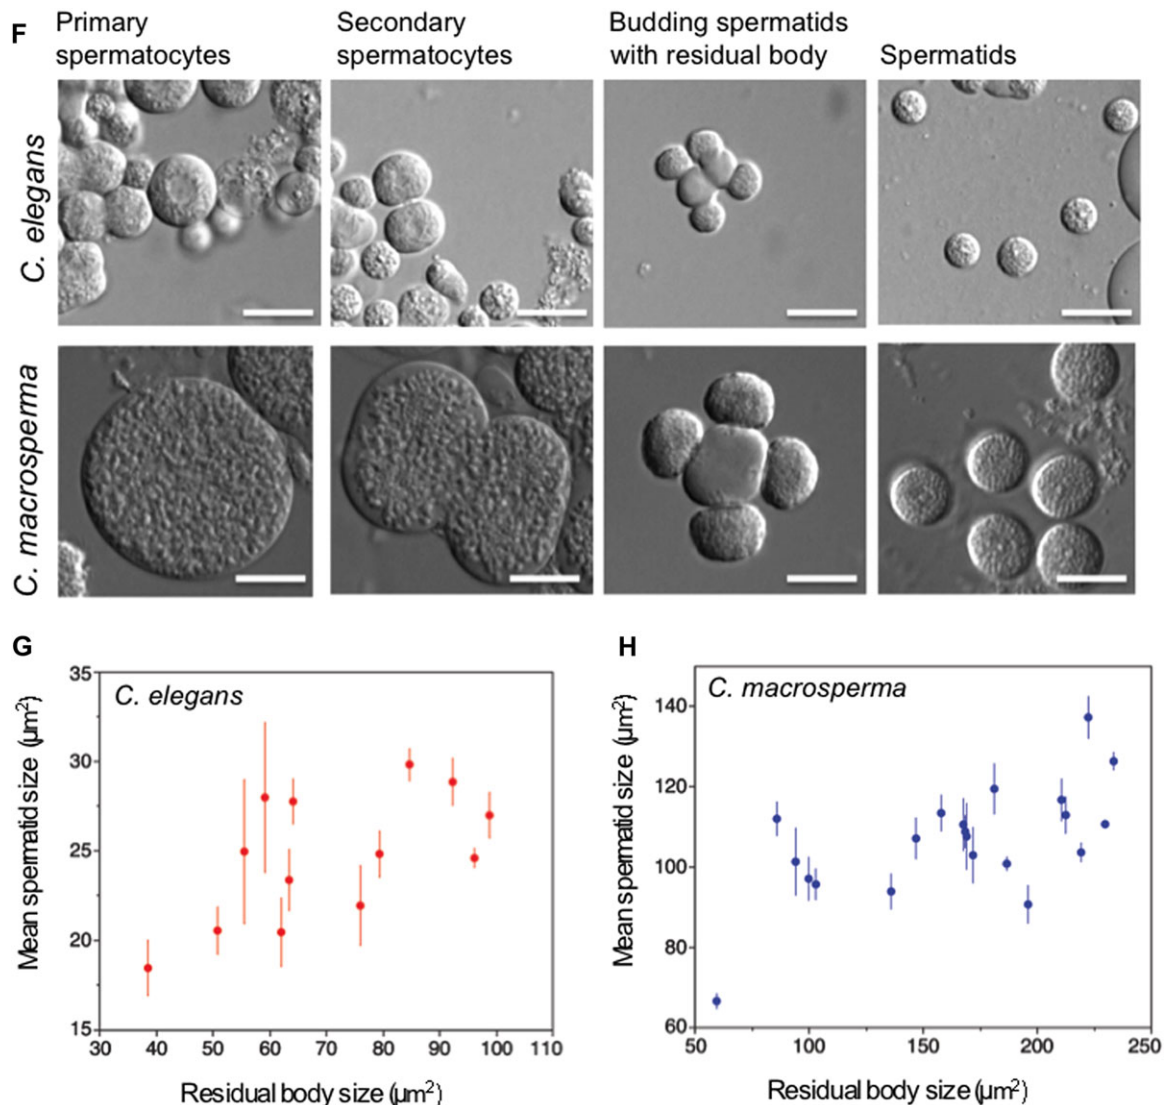 F
Primary
spermatocytes
Secondary
spermatocytes
Budding spermatids
with residual body
Spermatids
C. elegans
C. macrosperma
G
C. elegans
Mean spermatid size (µm²)
35
30
25
20
15
30 40 50 60 70 80 90 100 110
Residual body size (µm²)
H
C. macrosperma
Mean spermatid size (µm²)
140
120
100
80
60
50 100 150 200 250
Residual body size (µm²)